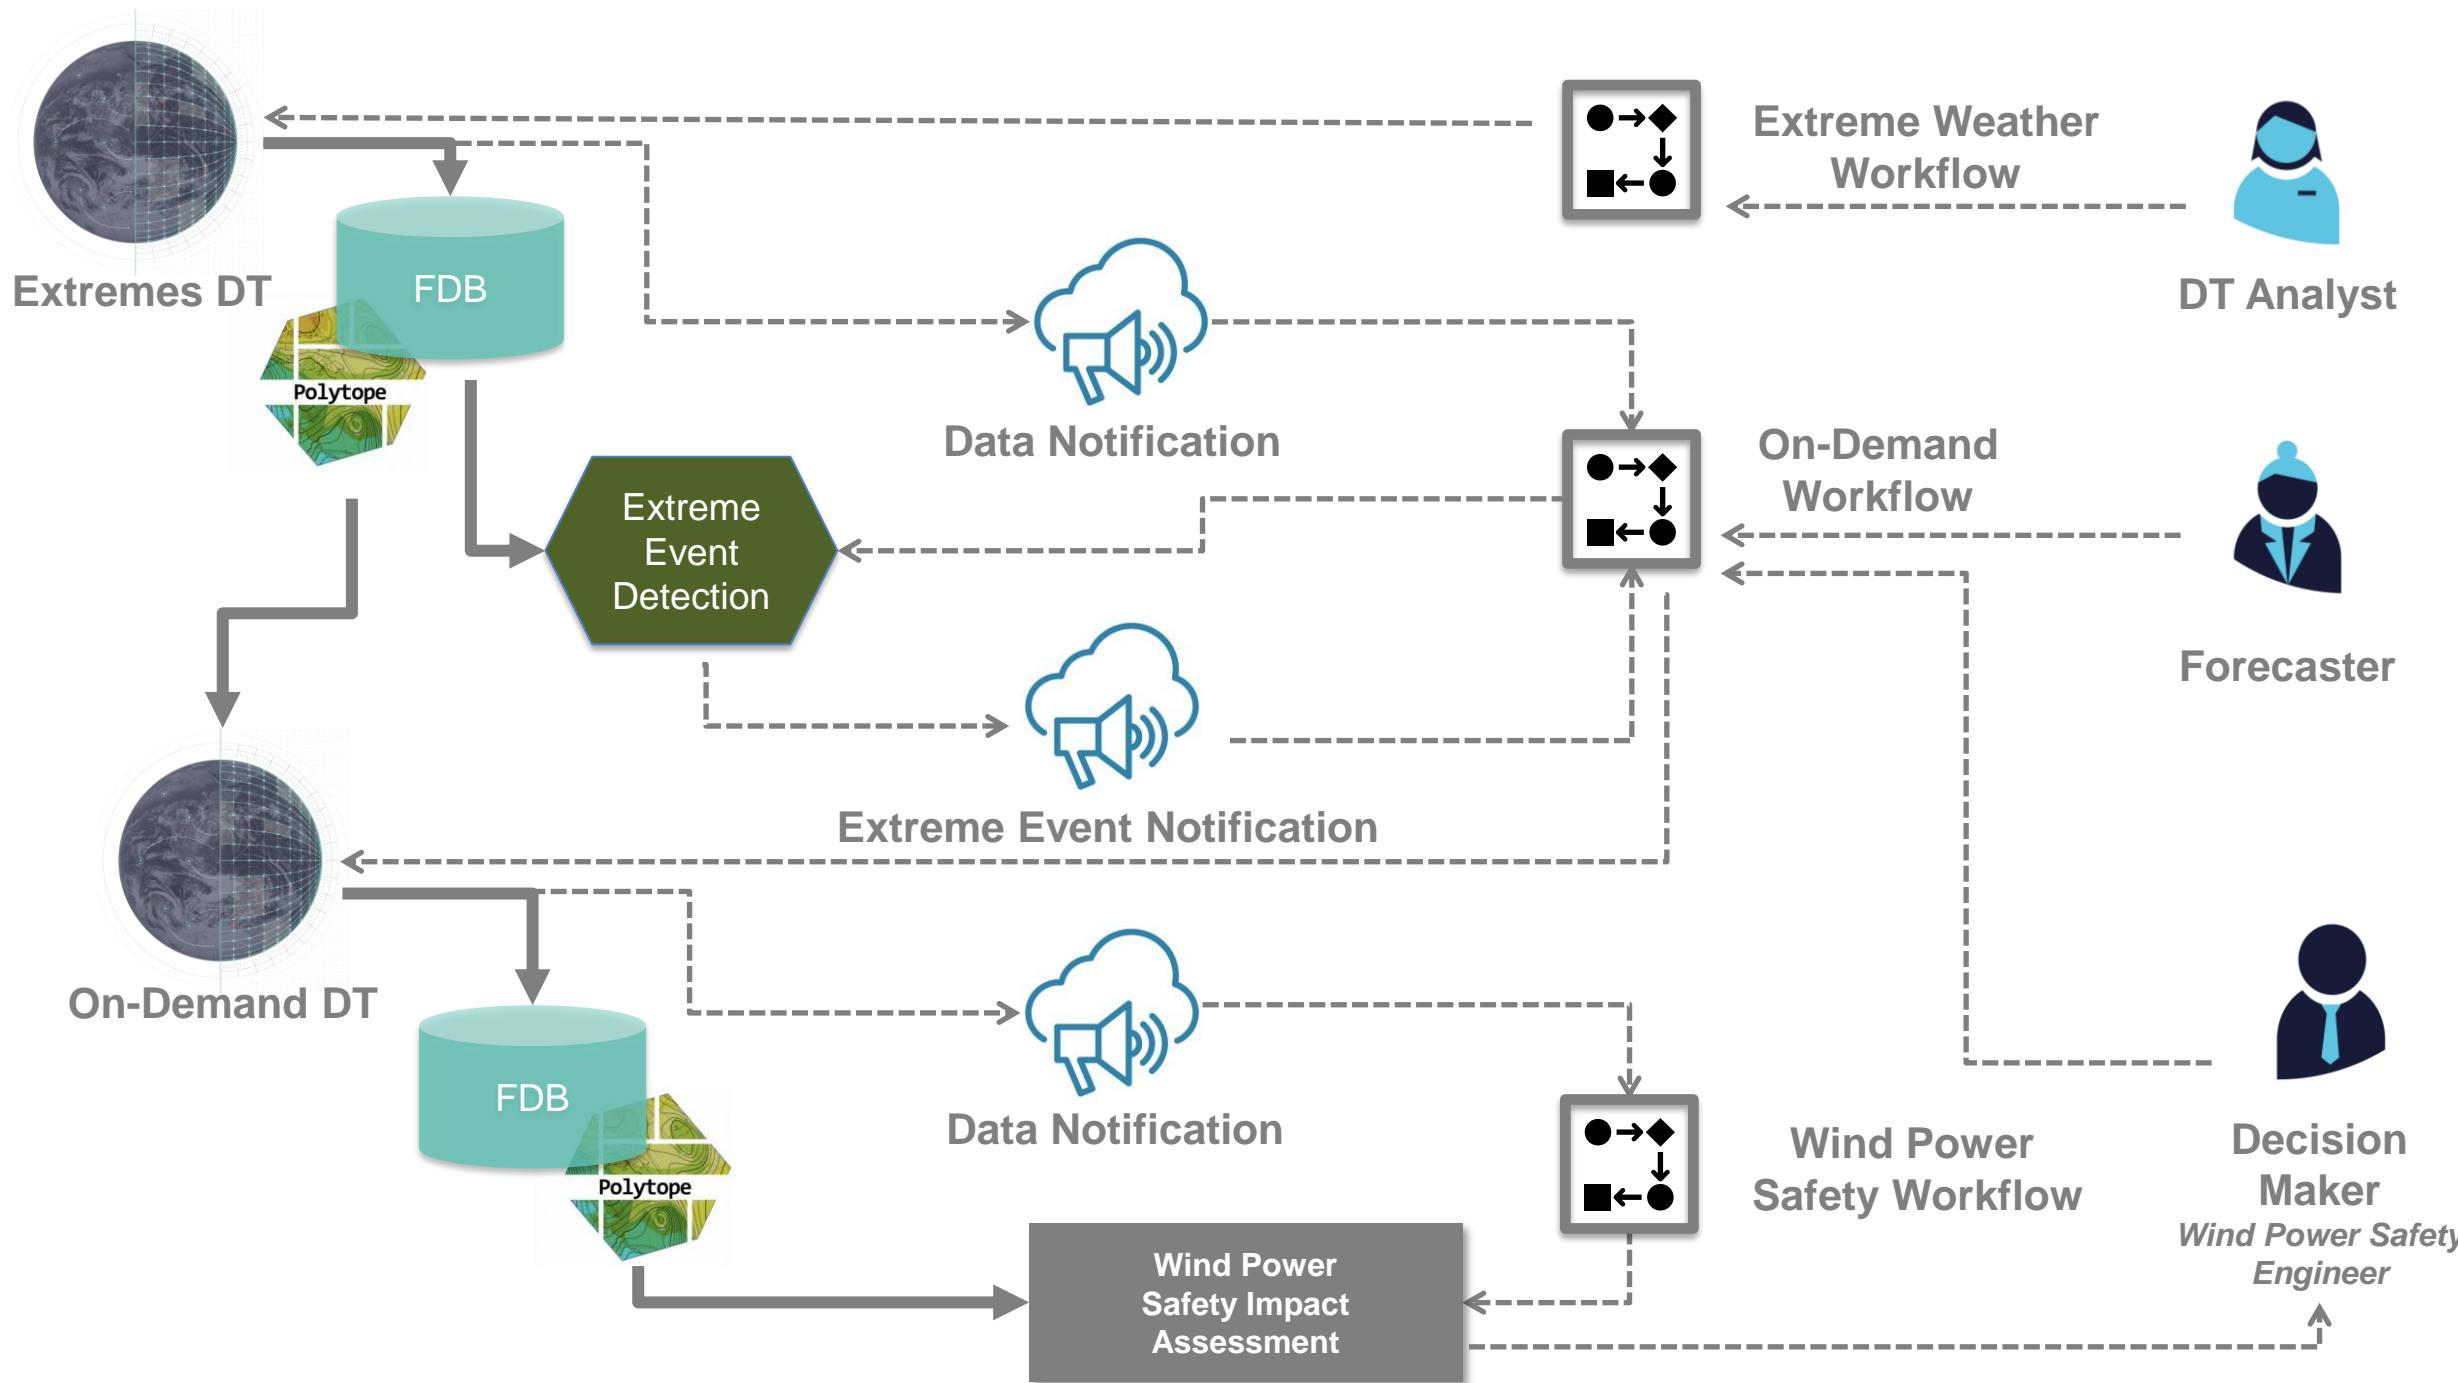 Extreme Weather
Workflow
Extremes DT
FDB
DT Analyst
Polytope
Data Notification
On-Demand
Workflow
Extreme
Event
Detection
Forecaster
Extreme Event Notification
On-Demand DT
FDB
Data Notification
Polytope
Wind Power
Safety Workflow
Decision
Maker
Wind Power Safety
Engineer
Wind Power
Safety Impact
Assessment